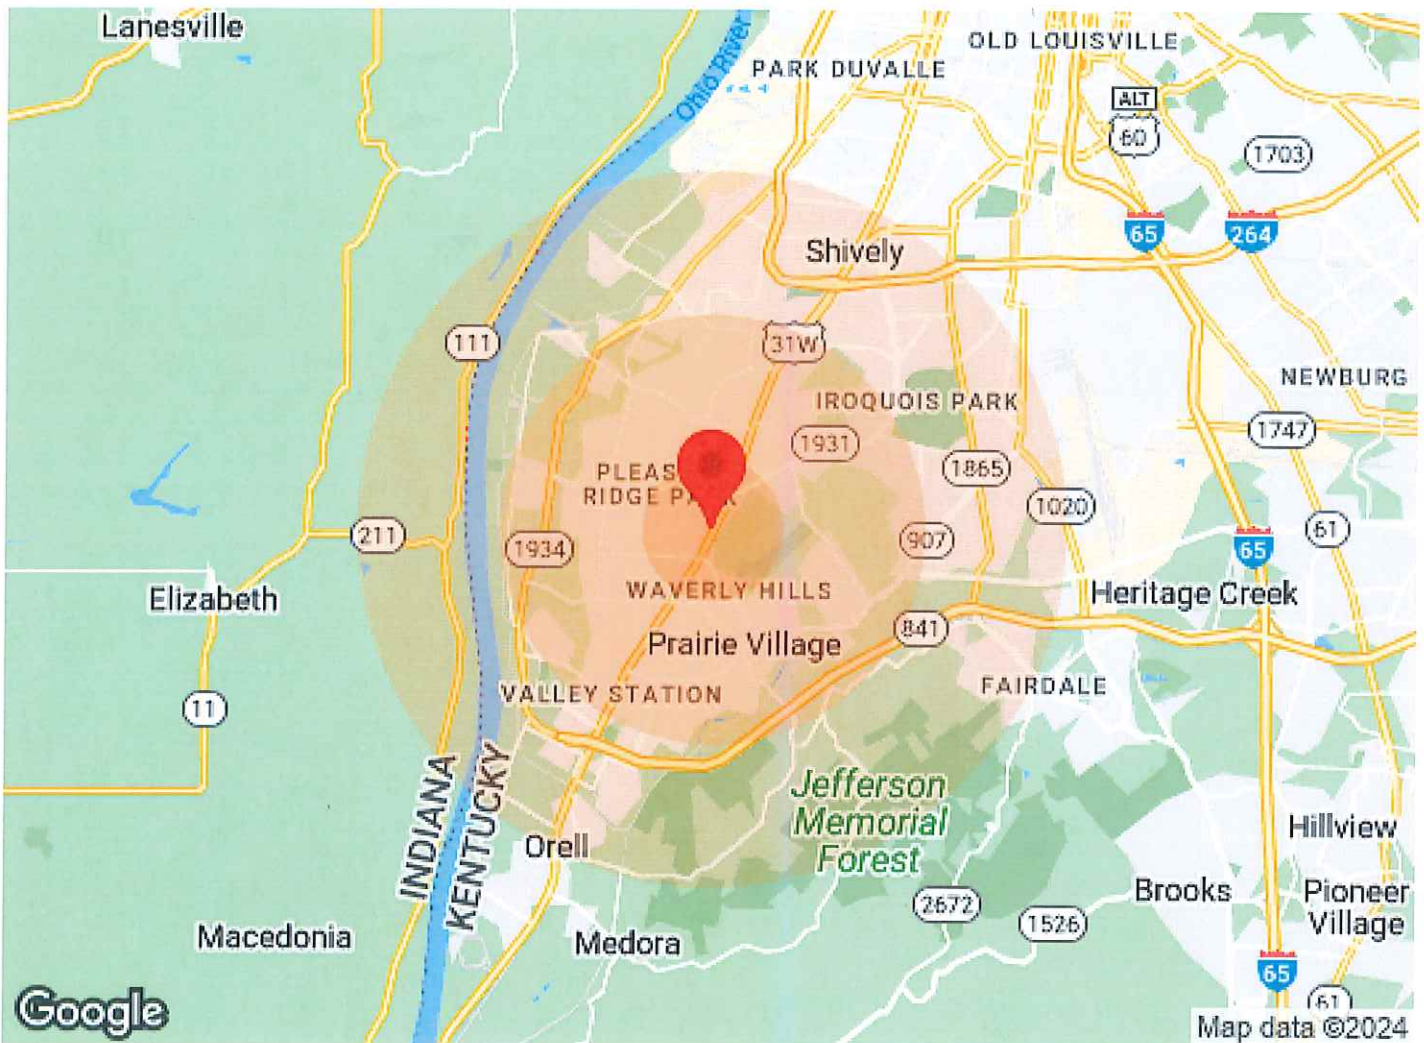 Lanesville
Ohio River
OLD LOUISVILLE
PARK DUVALLE
ALT
60
1703
65
264
Shively
111
31W
NEWBURG
IROQUOIS PARK
1931
1747
PLEAS
RIDGE P
K
1865
1020
211
1934
907
61
65
WAVERLY HILLS
Elizabeth
Heritage Creek
841
Prairie Village
VALLEY STATION
FAIRDALE
11
INDIANA
KENTUCKY
Jefferson
Memorial
Forest
Orell
Hillview
Brooks
Pioneer
Village
2672
1526
Macedonia
Medora
65
61
Google
Map data ©2024